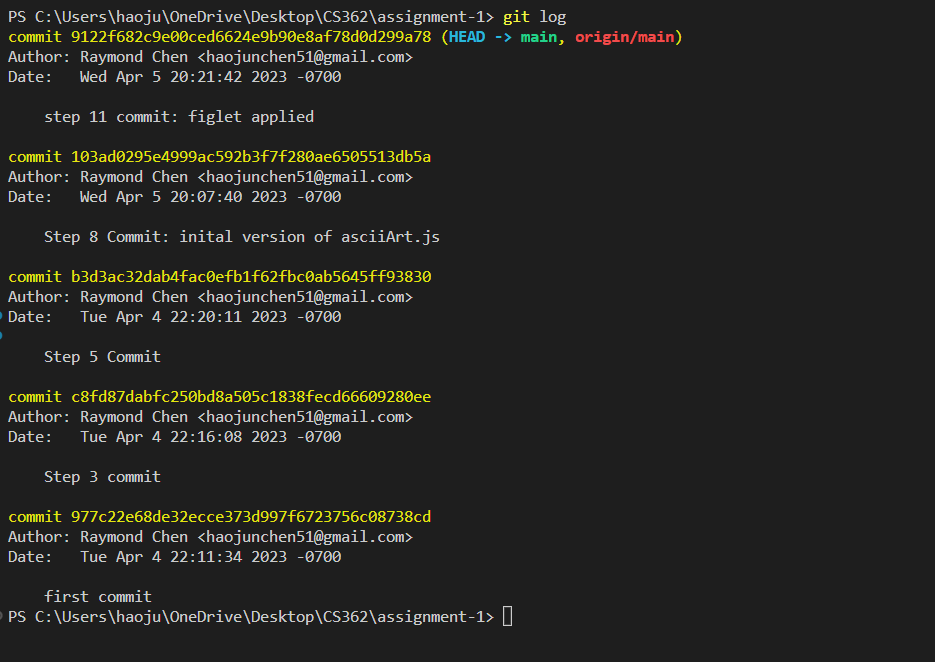 PS C:\Users\haoju\OneDrive\Desktop\CS362\assignment-1> git log
commit 9122f682c9e00ced6624e9b90e8af78d0d299a78 (HEAD -> main, origin/main)
Author: Raymond Chen <haojunchen51@gmail.com>
Date:   Wed Apr 5 20:21:42 2023 -0700
step 11 commit: figlet applied
commit 103ad0295e4999ac592b3f7f280ae6505513db5a
Author: Raymond Chen <haojunchen51@gmail.com>
Date:   Wed Apr 5 20:07:40 2023 -0700
Step 8 Commit: inital version of asciiArt.js
commit b3d3ac32dab4fac0efb1f62fbc0ab5645ff93830
Author: Raymond Chen <haojunchen51@gmail.com>
Date:   Tue Apr 4 22:20:11 2023 -0700
Step 5 Commit
commit c8fd87dabfc250bd8a505c1838fecd66609280ee
Author: Raymond Chen <haojunchen51@gmail.com>
Date:   Tue Apr 4 22:16:08 2023 -0700
Step 3 commit
commit 977c22e68de32ecce373d997f6723756c08738cd
Author: Raymond Chen <haojunchen51@gmail.com>
Date:   Tue Apr 4 22:11:34 2023 -0700
first commit
PS C:\Users\haoju\OneDrive\Desktop\CS362\assignment-1>